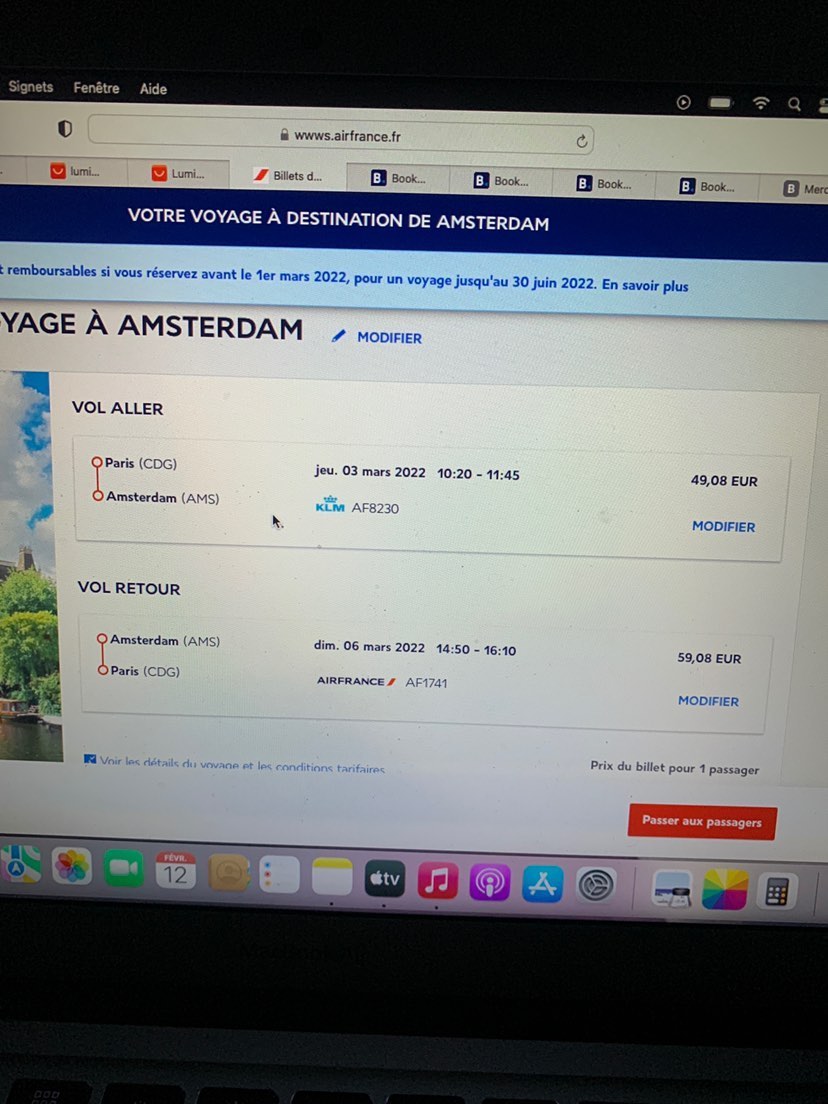 Signets Fenêtre Aide
wwws.airfrance.fr
lumi... Lumi... Billets d... B. Book... B. Book... B. Book... B. Book... B Merc
VOTRE VOYAGE À DESTINATION DE AMSTERDAM
t remboursables si vous réservez avant le 1er mars 2022, pour un voyage jusqu'au 30 juin 2022. En savoir plus
YAGE À AMSTERDAM MODIFIER
VOL ALLER
Paris (CDG)
jeu. 03 mars 2022 10:20 - 11:45
49,08 EUR
Amsterdam (AMS)
KLM AF8230
MODIFIER
VOL RETOUR
Amsterdam (AMS)
dim. 06 mars 2022 14:50 - 16:10
59,08 EUR
Paris (CDG)
AIRFRANCE AF1741
MODIFIER
Voir les détails du voyage et les conditions tarifaires
Prix du billet pour 1 passager
Passer aux passagers
FÉVR.
12
tv